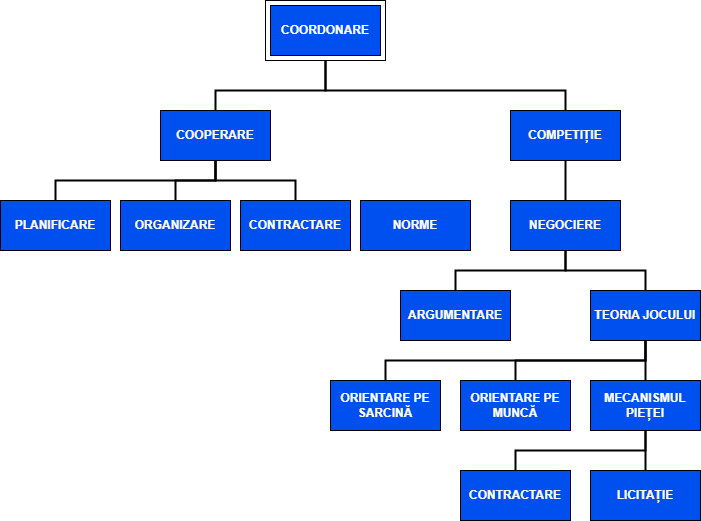 COORDONARE
COOPERARE
COMPETIȚIE
PLANIFICARE
ORGANIZARE
CONTRACTARE
NORME
NEGOCIERE
ARGUMENTARE
TEORIA JOCULUI
ORIENTARE PE
SARCINĂ
ORIENTARE PE
MUNCĂ
MECANISMUL
PIEȚEI
CONTRACTARE
LICITAȚIE